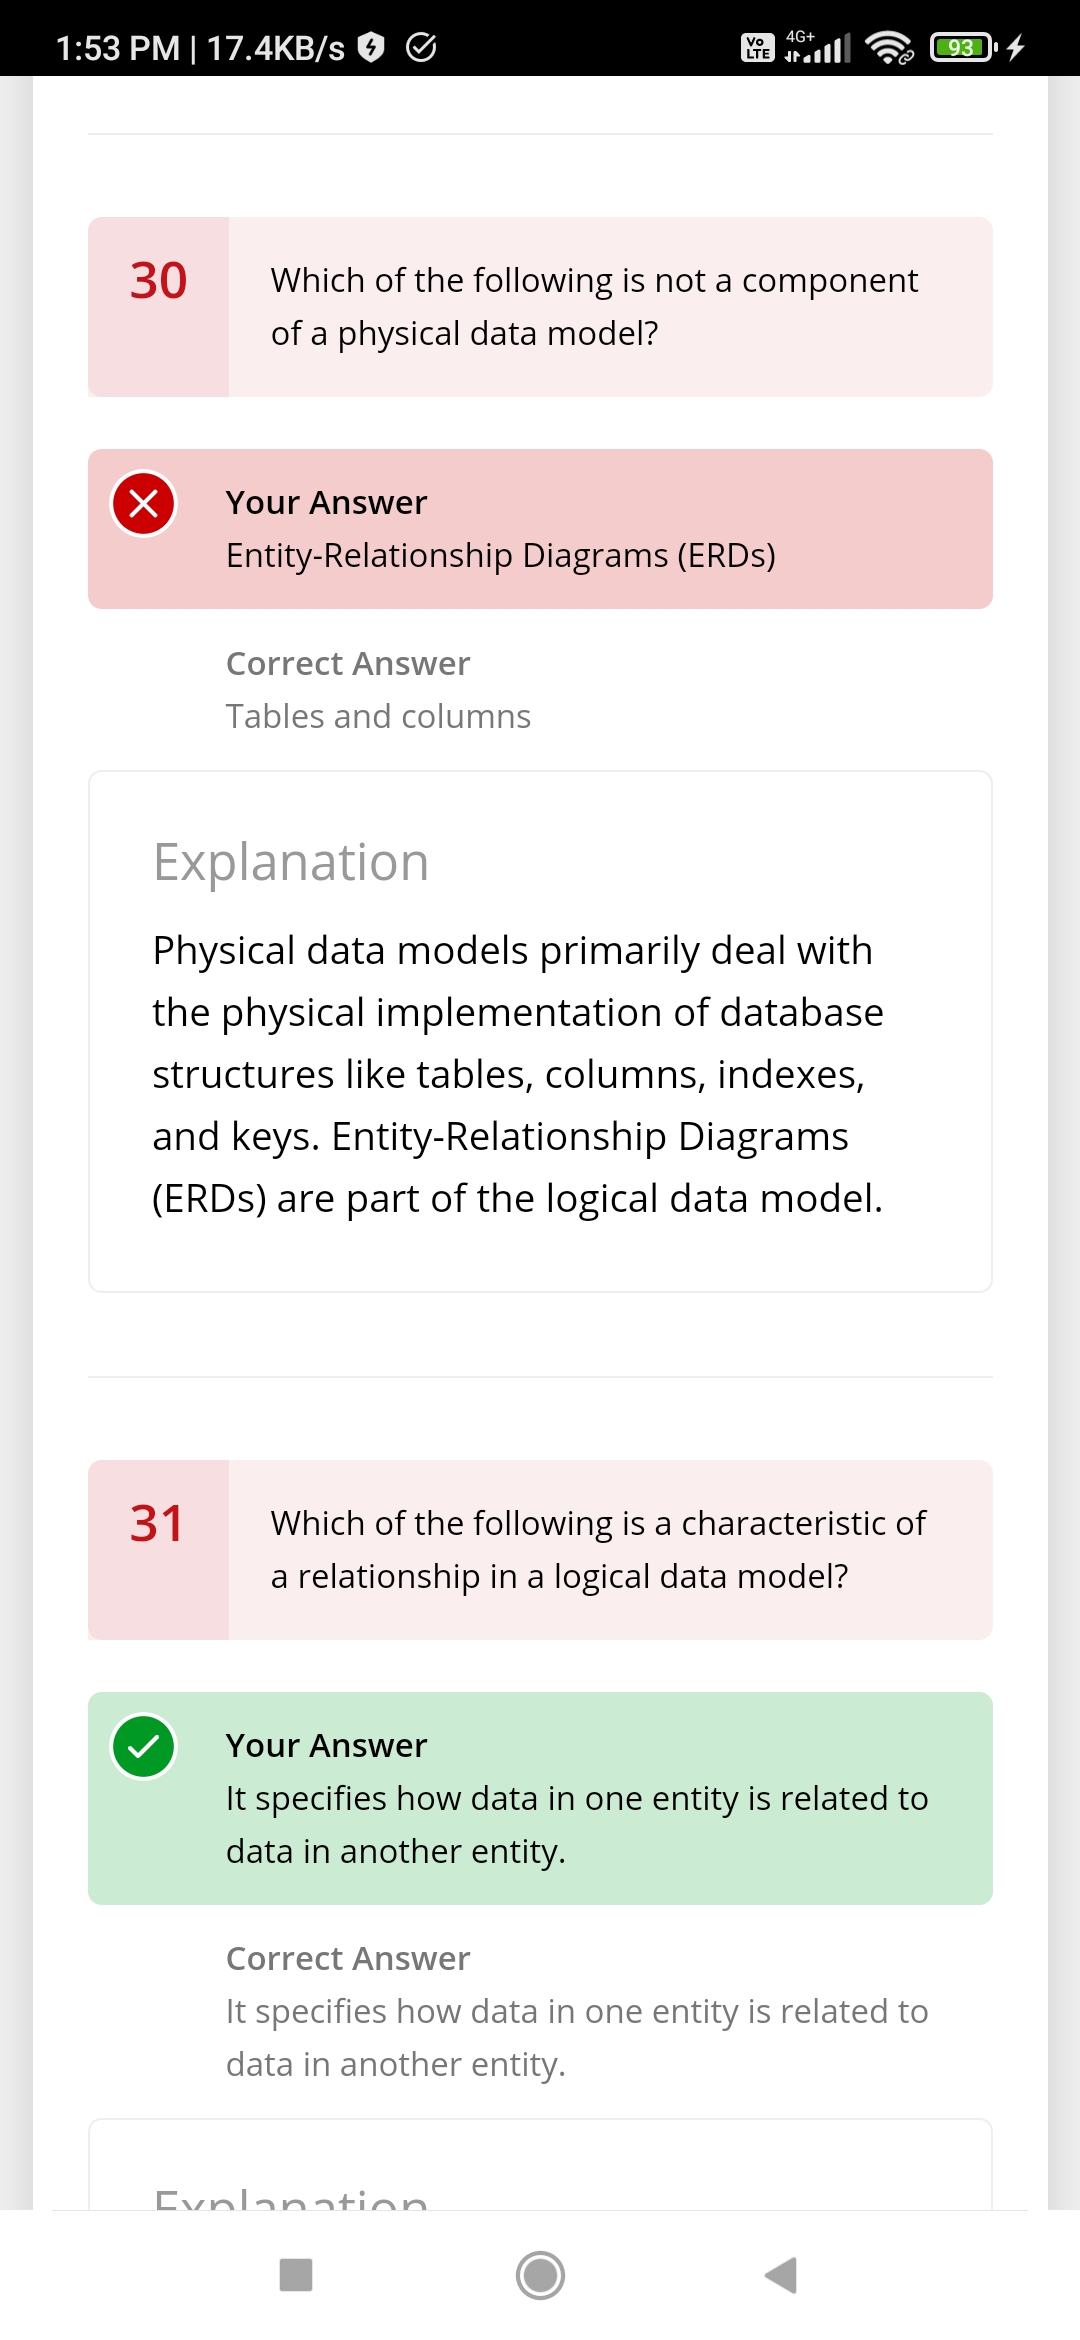 1:53 PM | 17.4KB/s Vo LTE 4G+ 93
30
Which of the following is not a component
of a physical data model?
Your Answer
Entity-Relationship Diagrams (ERDs)
Correct Answer
Tables and columns
Explanation
Physical data models primarily deal with
the physical implementation of database
structures like tables, columns, indexes,
and keys. Entity-Relationship Diagrams
(ERDs) are part of the logical data model.
31
Which of the following is a characteristic of
a relationship in a logical data model?
Your Answer
It specifies how data in one entity is related to
data in another entity.
Correct Answer
It specifies how data in one entity is related to
data in another entity.
Explanation